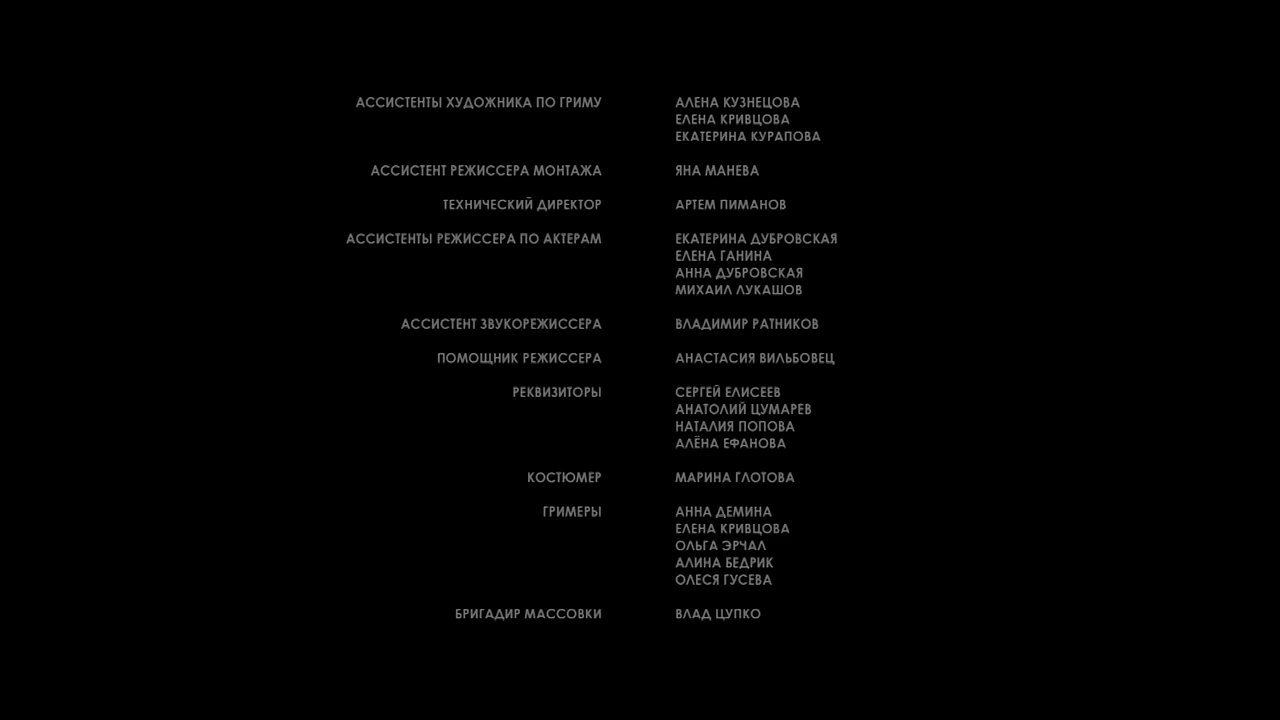 АССИСТЕНТЫ ХУДОЖНИКА ПО ГРИМУ АЛЕНА КУЗНЕЦОВА
ЕЛЕНА КРИВЦОВА
ЕКАТЕРИНА КУРАПОВА
АССИСТЕНТ РЕЖИССЕРА МОНТАЖА ЯНА МАНЕВА
ТЕХНИЧЕСКИЙ ДИРЕКТОР АРТЕМ ПИМАНОВ
АССИСТЕНТЫ РЕЖИССЕРА ПО АКТЕРАМ ЕКАТЕРИНА ДУБРОВСКАЯ
ЕЛЕНА ГАНИНА
АННА ДУБРОВСКАЯ
МИХАИЛ ЛУКАШОВ
АССИСТЕНТ ЗВУКОРЕЖИССЕРА ВЛАДИМИР РАТНИКОВ
ПОМОЩНИК РЕЖИССЕРА АНАСТАСИЯ ВИЛЬБОВЕЦ
РЕКВИЗИТОРЫ СЕРГЕЙ ЕЛИСЕЕВ
АНАТОЛИЙ ЦУМАРЕВ
НАТАЛИЯ ПОПОВА
АЛЁНА ЕФАНОВА
КОСТЮМЕР МАРИНА ГЛОТОВА
ГРИМЕРЫ АННА ДЕМИНА
ЕЛЕНА КРИВЦОВА
ОЛЬГА ЭРЧАЛ
АЛИНА БЕДРИК
ОЛЕСЯ ГУСЕВА
БРИГАДИР МАССОВКИ ВЛАД ЦУПКО